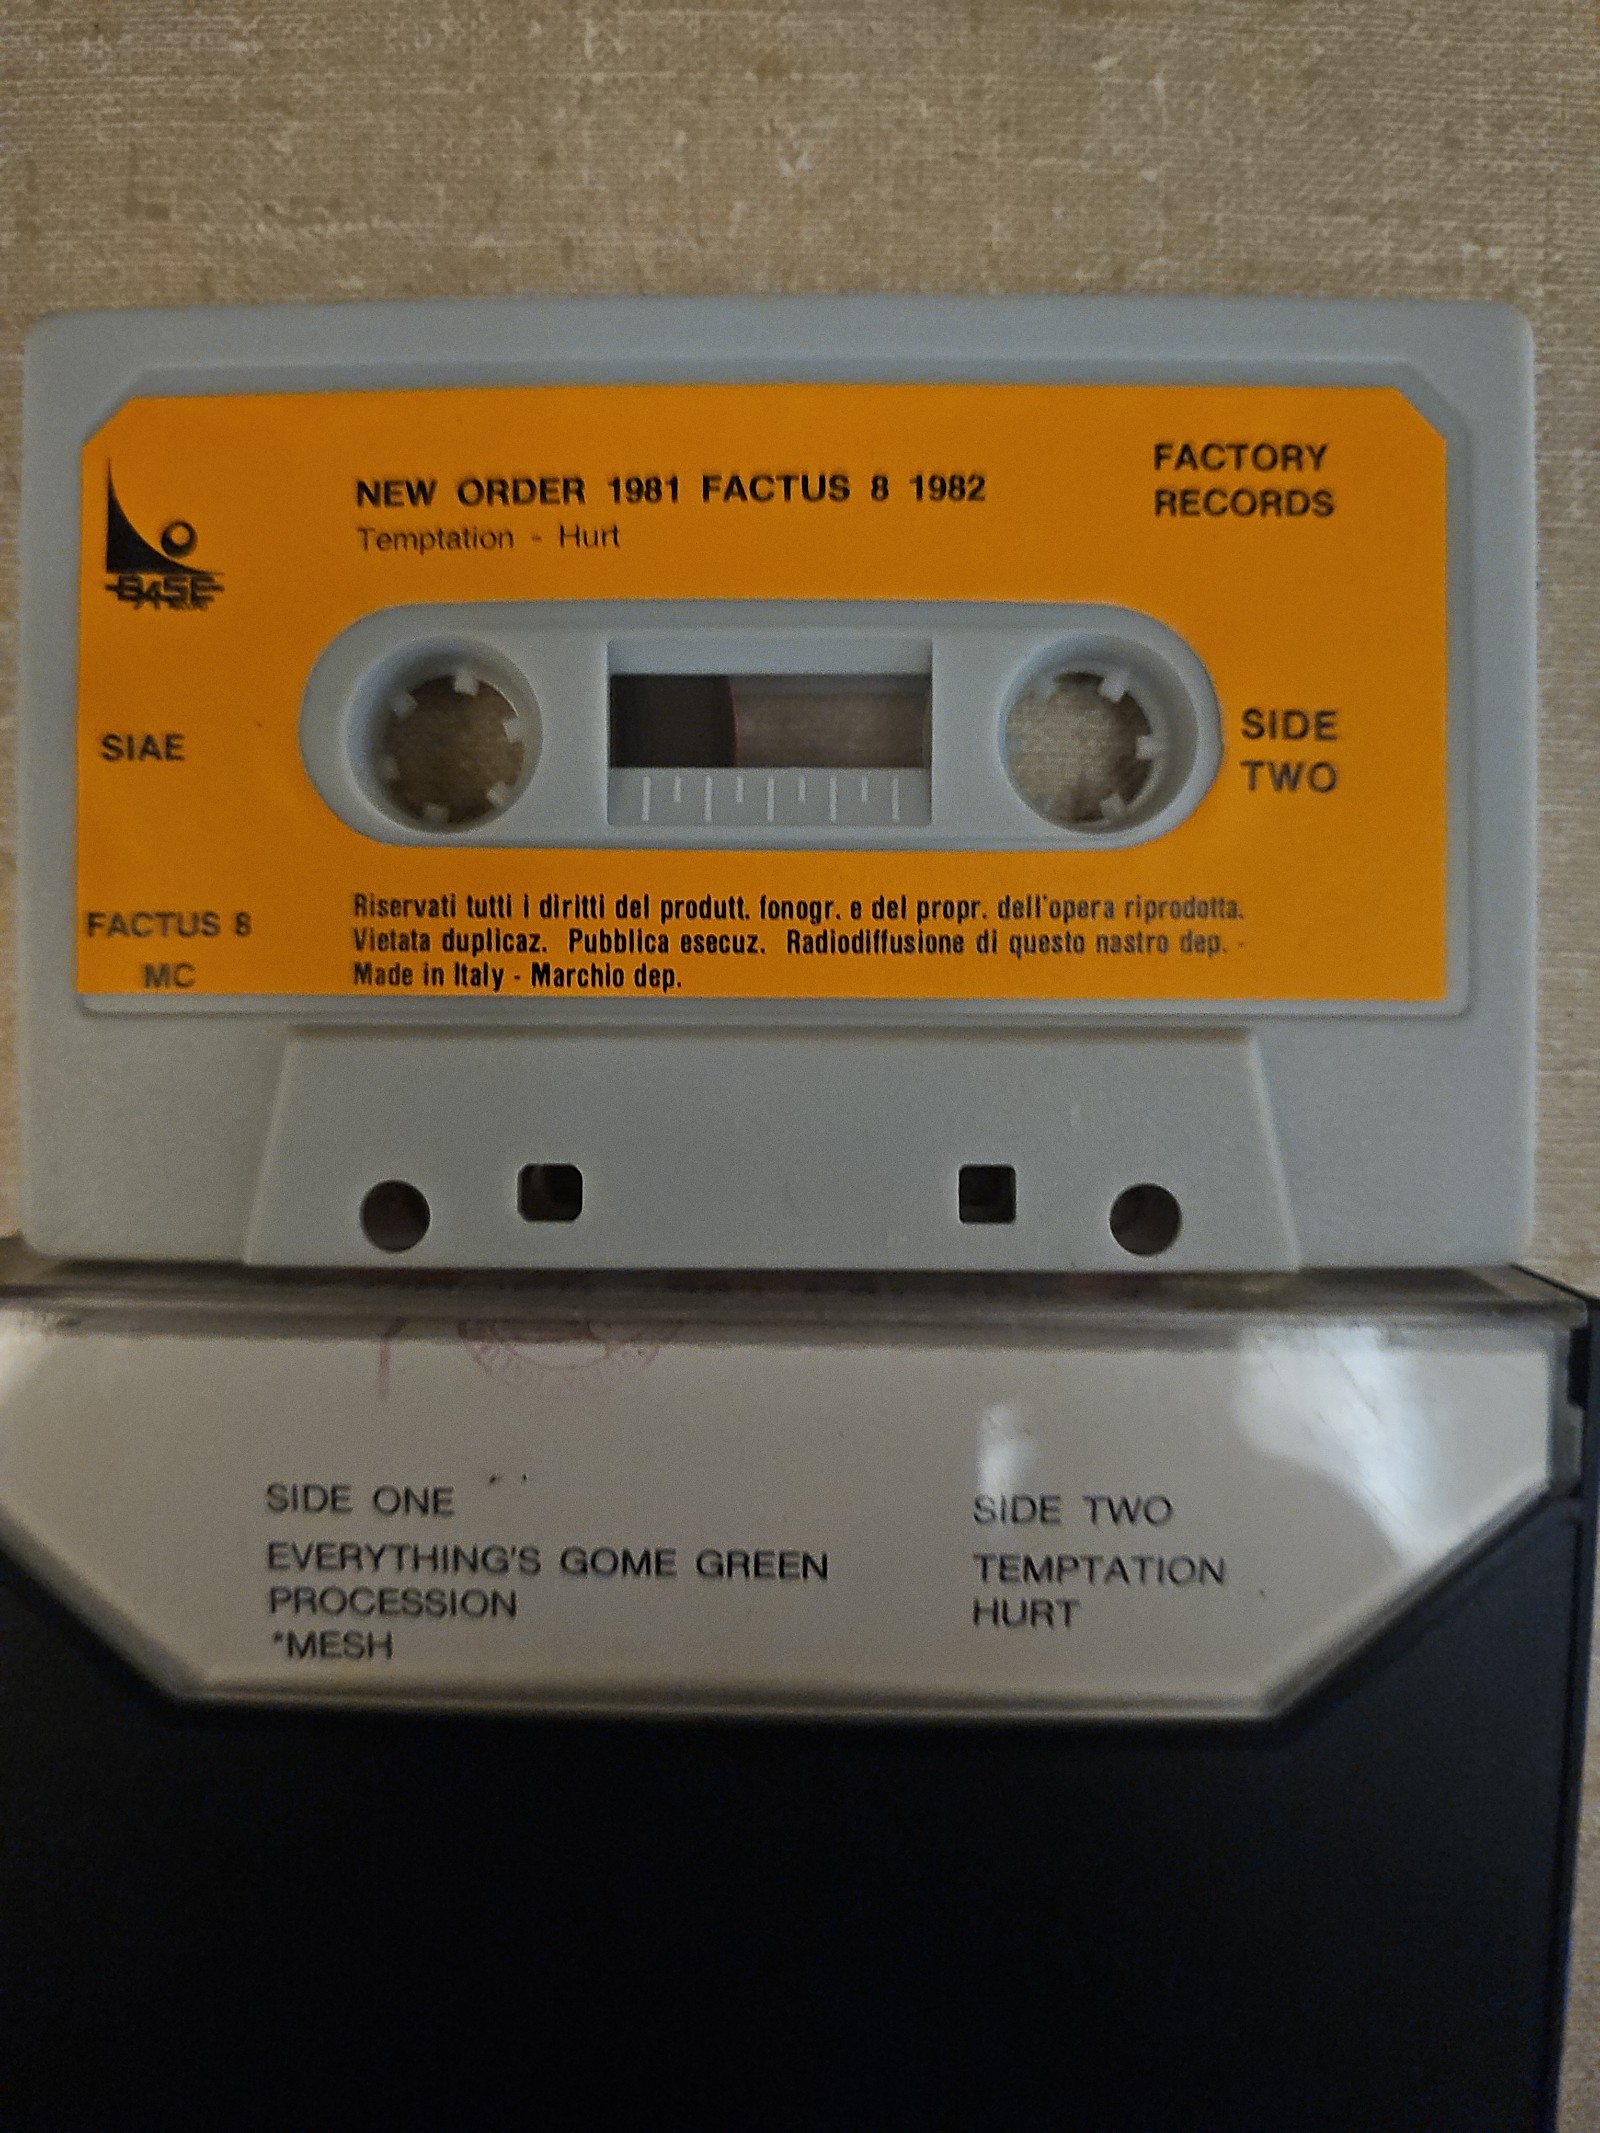 NEW ORDER 1981 FACTUS 8 1982
Temptation - Hurt
FACTORY
RECORDS
BASE
SIAE
SIDE
TWO
FACTUS 8
MC
Riservati tutti i diritti del produtt. fonogr. e del propr. dell'opera riprodotta.
Vietata duplicaz. Pubblica esecuz. Radiodiffusione di questo nastro dep. -
Made in Italy - Marchio dep.
SIDE ONE
EVERYTHING'S GOME GREEN
PROCESSION
*MESH
SIDE TWO
TEMPTATION
HURT